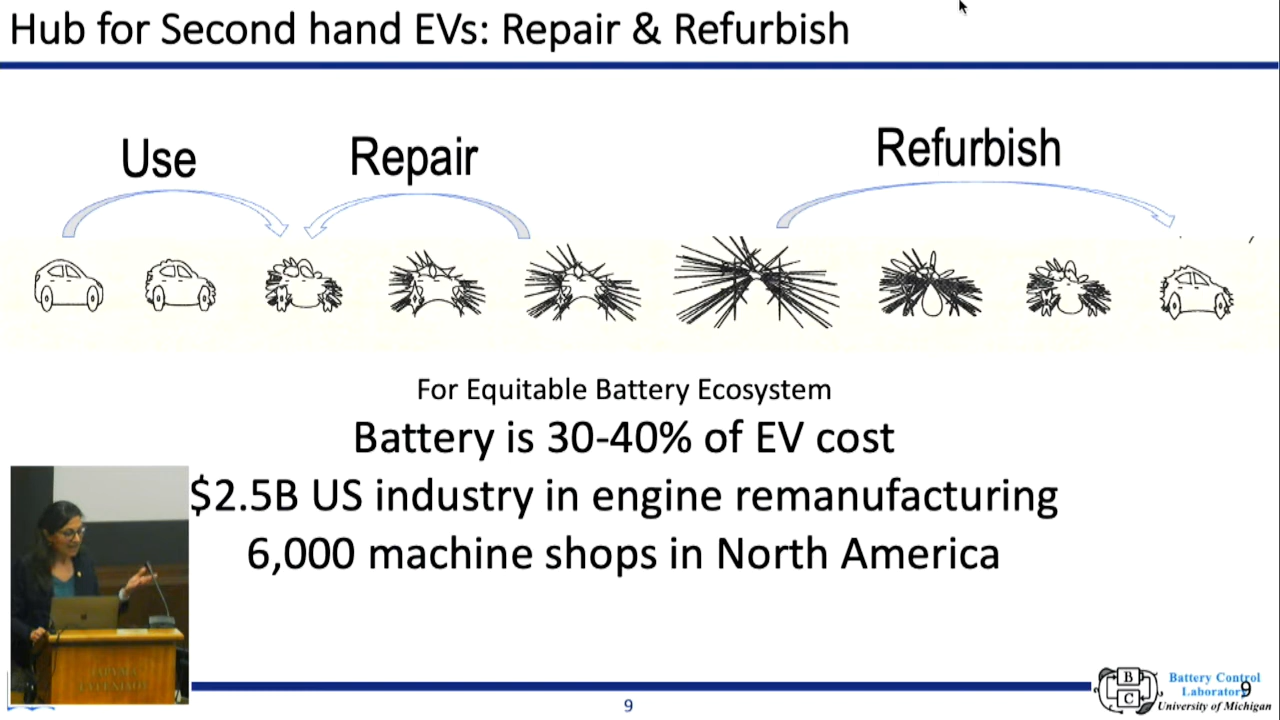 Hub for Second hand EVs: Repair & Refurbish
Use
Repair
Refurbish
For Equitable Battery Ecosystem
Battery is 30-40% of EV cost
$2.5B US industry in engine remanufacturing
6,000 machine shops in North America
9
B
C
Battery Control
Laboratory
9
University of Michigan